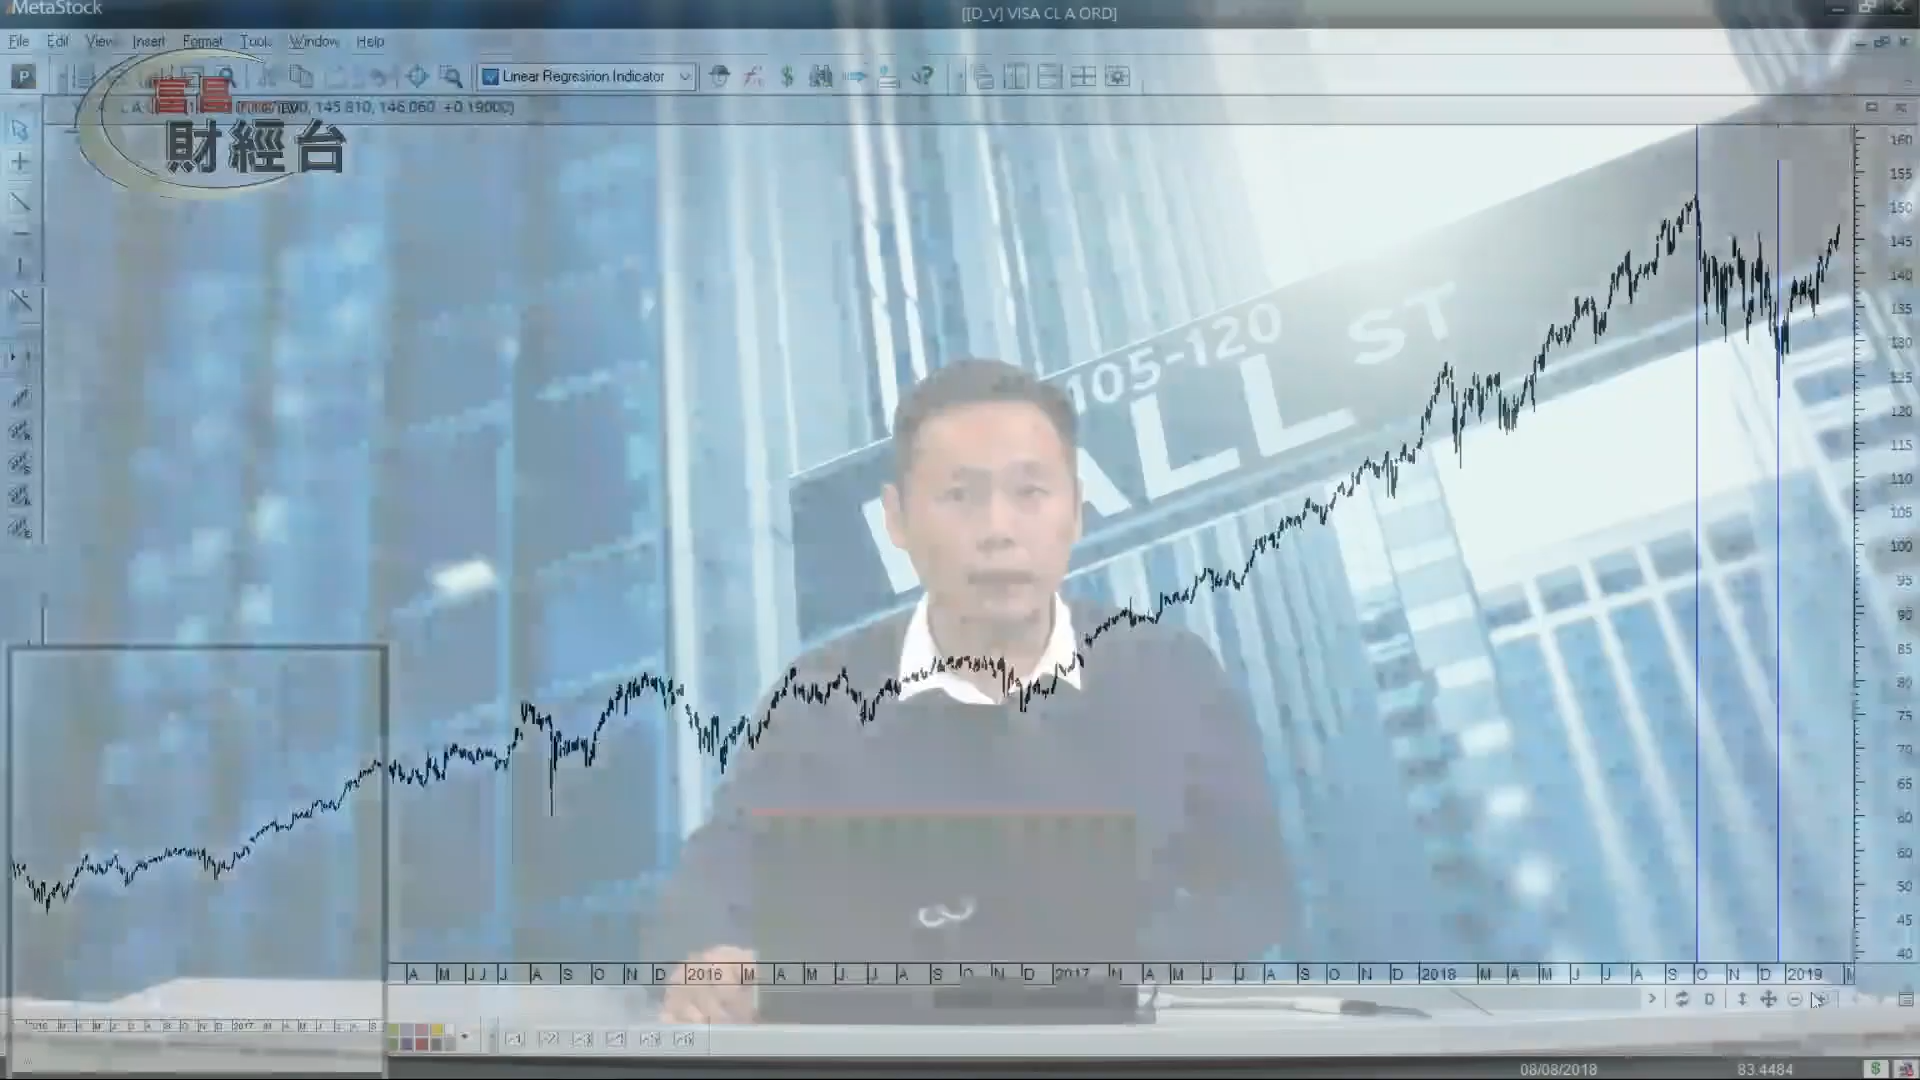 MetaStock
[[D_V] VISA CL A ORD]
File Edit View Insert Format Tools Window Help
P
Linear Regression Indicator
145.810, 146.060 +0.19000)
富昌
財經台
160
155
150
145
140
135
130
125
120
115
110
105
100
95
90
85
80
75
70
65
60
60
50
45
40
105-120
ALL ST
A M J J A S O N D 2016 M A M J J A S O N D 2017 M A M J J A S O N D 2018 M A M J J A S O N D 2019 M
D
08/08/2018 83.4484